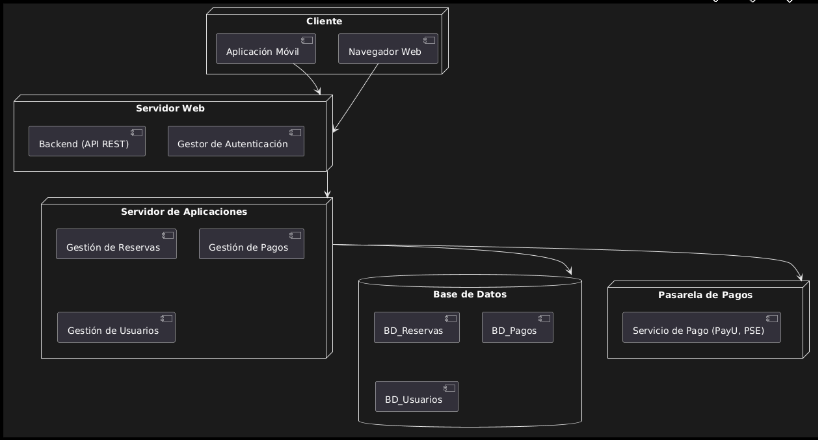 Cliente
Aplicación Móvil
Navegador Web
Servidor Web
Backend (API REST)
Gestor de Autenticación
Servidor de Aplicaciones
Gestión de Reservas
Gestión de Pagos
Gestión de Usuarios
Base de Datos
BD_Reservas
BD_Pagos
BD_Usuarios
Pasarela de Pagos
Servicio de Pago (PayU, PSE)